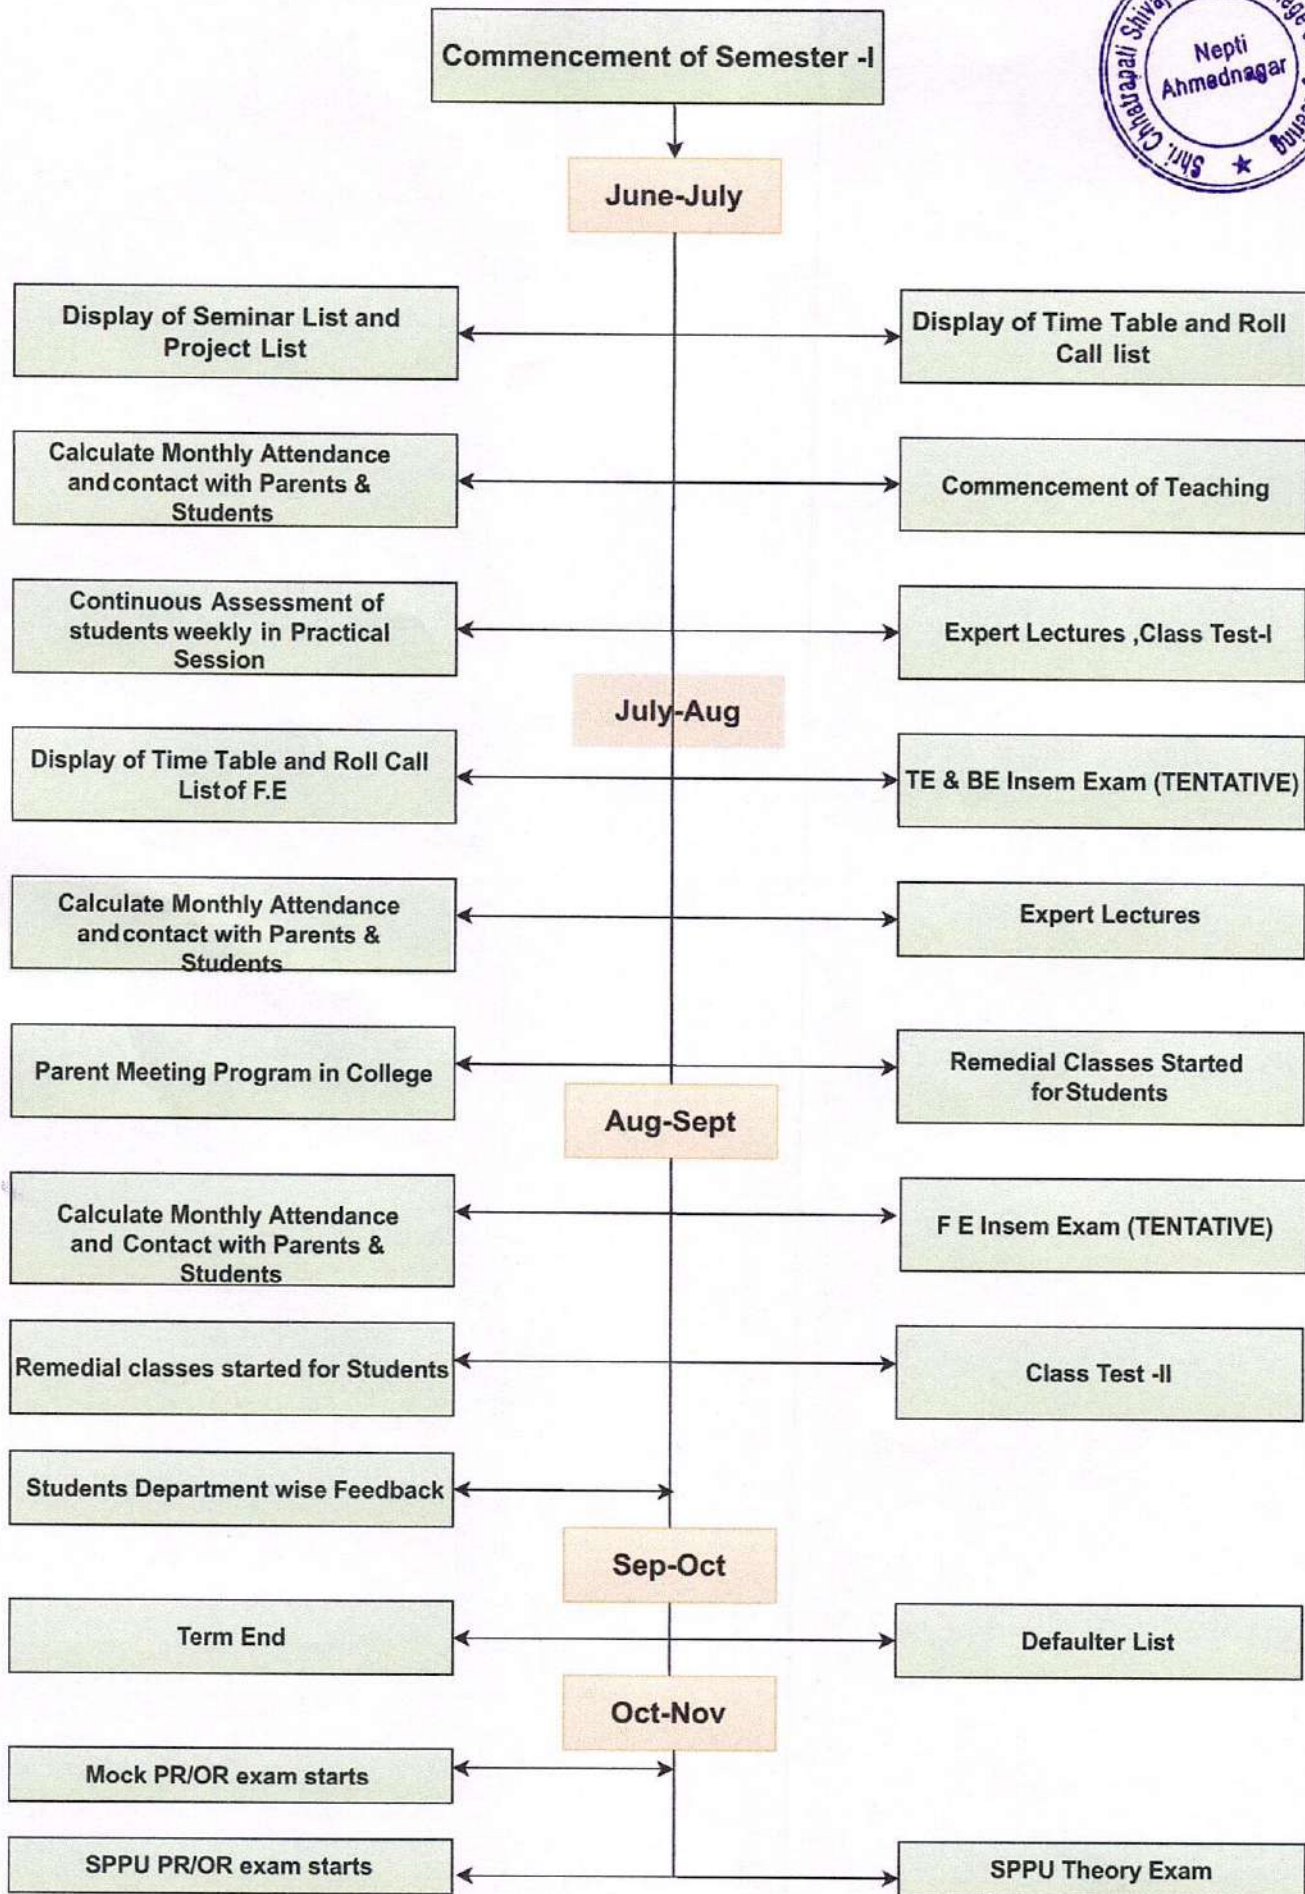 Commencement of Semester -I
Shri. Chhatrapati
Nepti
Ahmednagar
June-July
Display of Seminar List and
Project List
Display of Time Table and Roll
Call list
Calculate Monthly Attendance
and contact with Parents &
Students
Commencement of Teaching
Continuous Assessment of
students weekly in Practical
Session
Expert Lectures ,Class Test-I
July-Aug
Display of Time Table and Roll Call
List of F.E
TE & BE Insem Exam (TENTATIVE)
Calculate Monthly Attendance
and contact with Parents &
Students
Expert Lectures
Parent Meeting Program in College
Remedial Classes Started
for Students
Aug-Sept
Calculate Monthly Attendance
and Contact with Parents &
Students
F E Insem Exam (TENTATIVE)
Remedial classes started for Students
Class Test -II
Students Department wise Feedback
Sep-Oct
Term End
Defaulter List
Oct-Nov
Mock PR/OR exam starts
SPPU PR/OR exam starts
SPPU Theory Exam